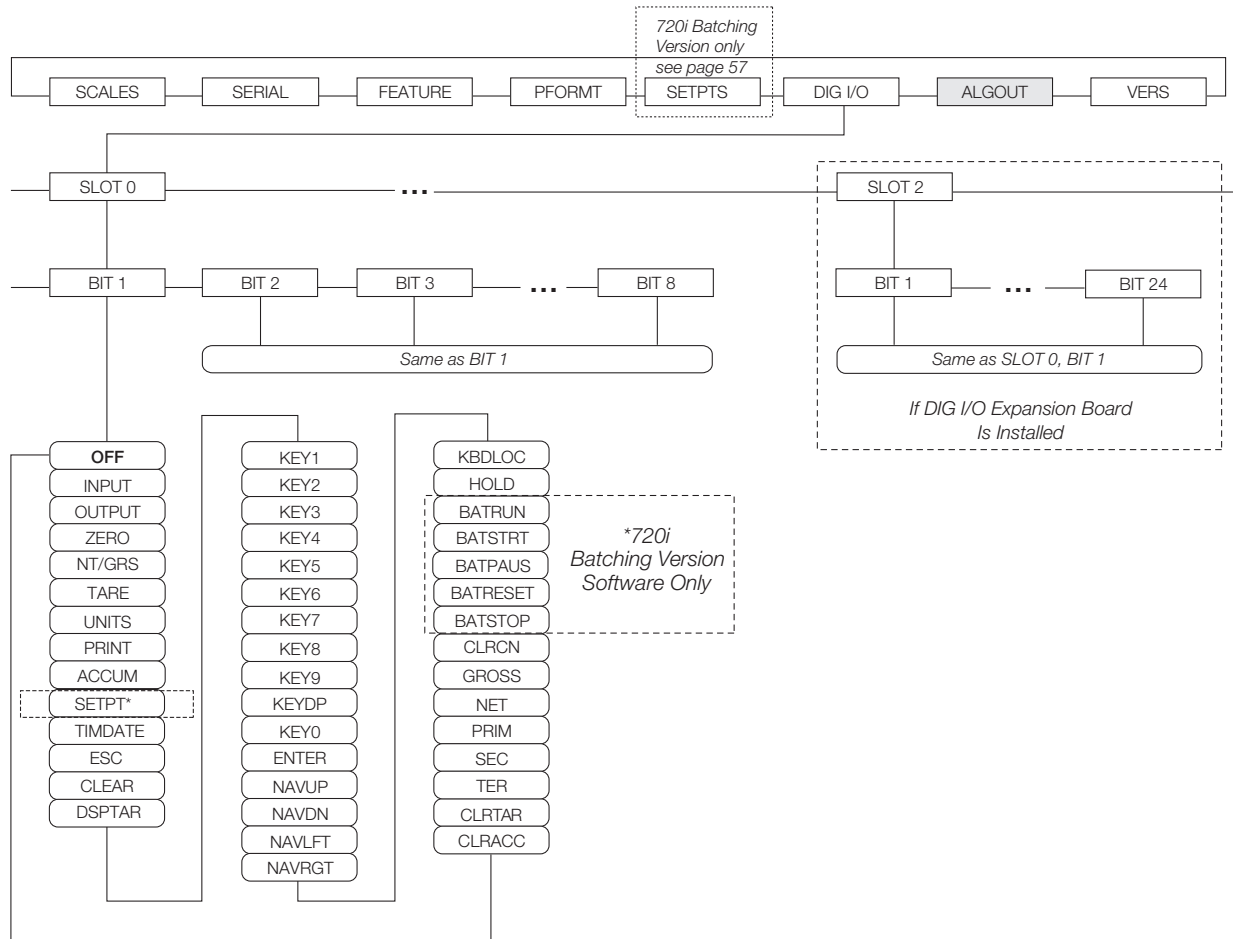 720i Batching
Version only
see page 57
SCALES SERIAL FEATURE PFORMT SETPTS DIG I/O ALGOUT VERS
SLOT 0 ... SLOT 2
BIT 1 BIT 2 BIT 3 ... BIT 8 BIT 1 ... BIT 24
Same as BIT 1 Same as SLOT 0, BIT 1
If DIG I/O Expansion Board
Is Installed
OFF
INPUT
OUTPUT
ZERO
NT/GRS
TARE
UNITS
PRINT
ACCUM
SETPT*
TIMDATE
ESC
CLEAR
DSPTAR
KEY1
KEY2
KEY3
KEY4
KEY5
KEY6
KEY7
KEY8
KEY9
KEYDP
KEY0
ENTER
NAVUP
NAVDN
NAVLFT
NAVRGT
KBDLOC
HOLD
BATRUN
BATSTRT
BATPAUS
BATRESET
BATSTOP
CLRCN
GROSS
NET
PRIM
SEC
TER
CLRTAR
CLRACC
*720i
Batching Version
Software Only